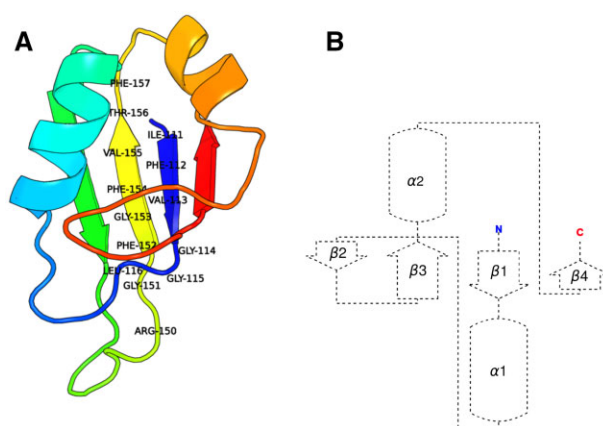 A
B
PHE-157
THR-156
ILE-111
VAL-155
PHE-112
PHE-154
VAL-113
GLY-153
PHE-152
GLY-114
LEU-116
GLY-115
GLY-151
ARG-150
α2
N
C
β2
β3
β1
β4
α1